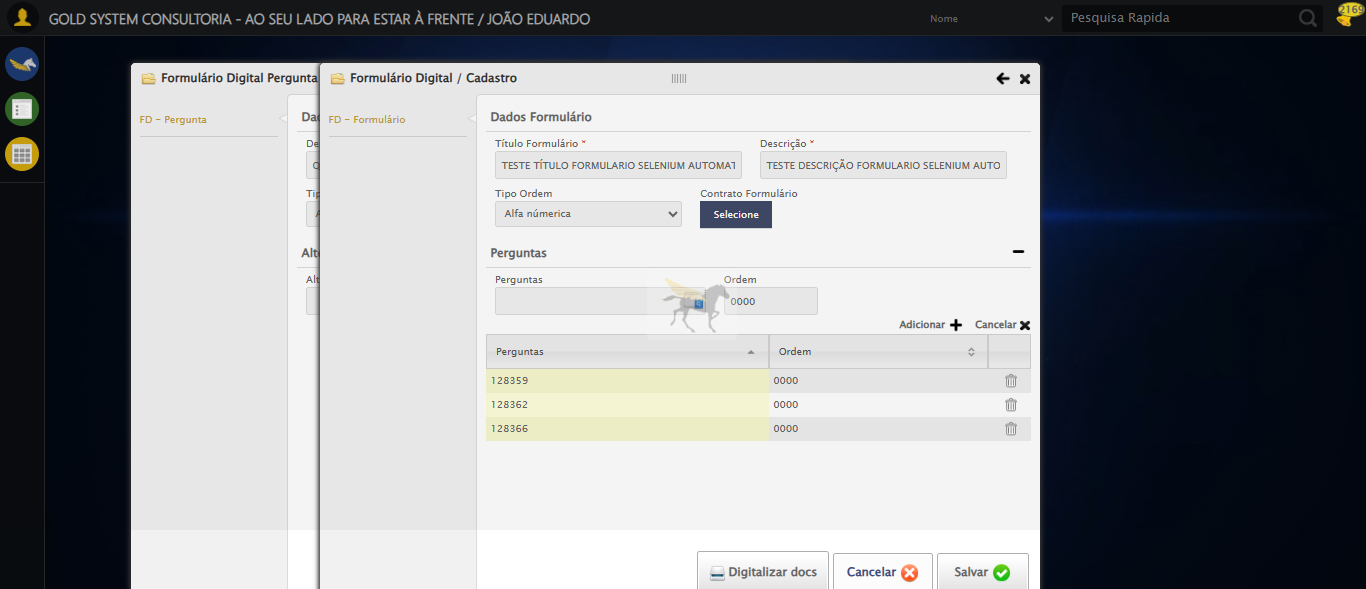 GOLD SYSTEM CONSULTORIA - AO SEU LADO PARA ESTAR À FRENTE / JOÃO EDUARDO
Nome
Pesquisa Rapida
2169
Formulário Digital Pergunta
Formulário Digital / Cadastro
FD - Pergunta
FD - Formulário
Dados Formulário
Título Formulário *
Descrição *
TESTE TÍTULO FORMULARIO SELENIUM AUTOMAT
TESTE DESCRIÇÃO FORMULARIO SELENIUM AUTO
Tipo Ordem
Contrato Formulário
Alfa númerica
Selecione
Perguntas
Perguntas
Ordem
0000
Adicionar
Cancelar
Perguntas
Ordem
128359
0000
128362
0000
128366
0000
Digitalizar docs
Cancelar
Salvar